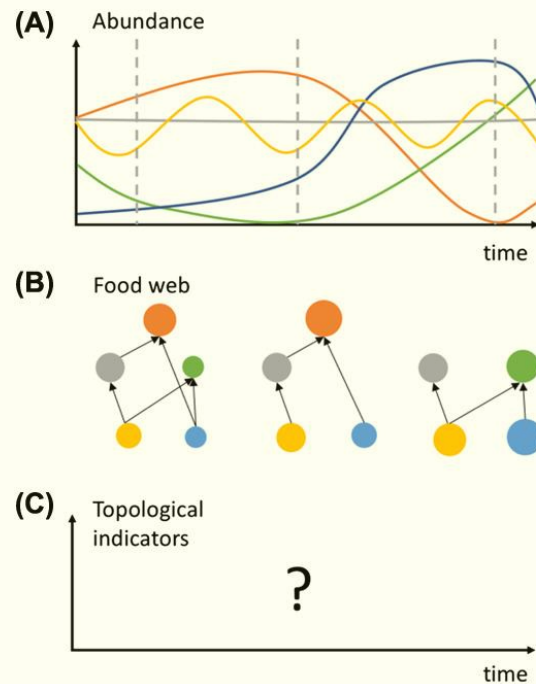 (A) Abundance
time
(B) Food web
(C) Topological
indicators
?
time